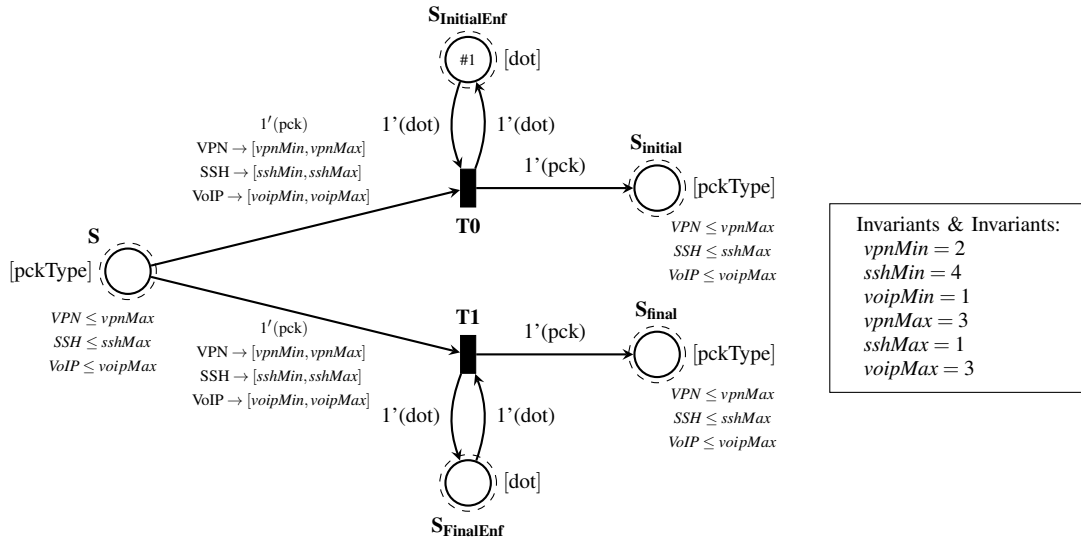 S_InitialEnf
#1
[dot]
1'(dot)
1'(dot)
1′(pck)
VPN → [vpnMin, vpnMax]
SSH → [sshMin, sshMax]
VoIP → [voipMin, voipMax]
1'(pck)
T0
S_initial
[pckType]
VPN ≤ vpnMax
SSH ≤ sshMax
VoIP ≤ voipMax
S
[pckType]
VPN ≤ vpnMax
SSH ≤ sshMax
VoIP ≤ voipMax
1′(pck)
VPN → [vpnMin, vpnMax]
SSH → [sshMin, sshMax]
VoIP → [voipMin, voipMax]
T1
1'(pck)
S_final
[pckType]
VPN ≤ vpnMax
SSH ≤ sshMax
VoIP ≤ voipMax
1'(dot)
1'(dot)
[dot]
S_FinalEnf
Invariants & Invariants:
vpnMin = 2
sshMin = 4
voipMin = 1
vpnMax = 3
sshMax = 1
voipMax = 3